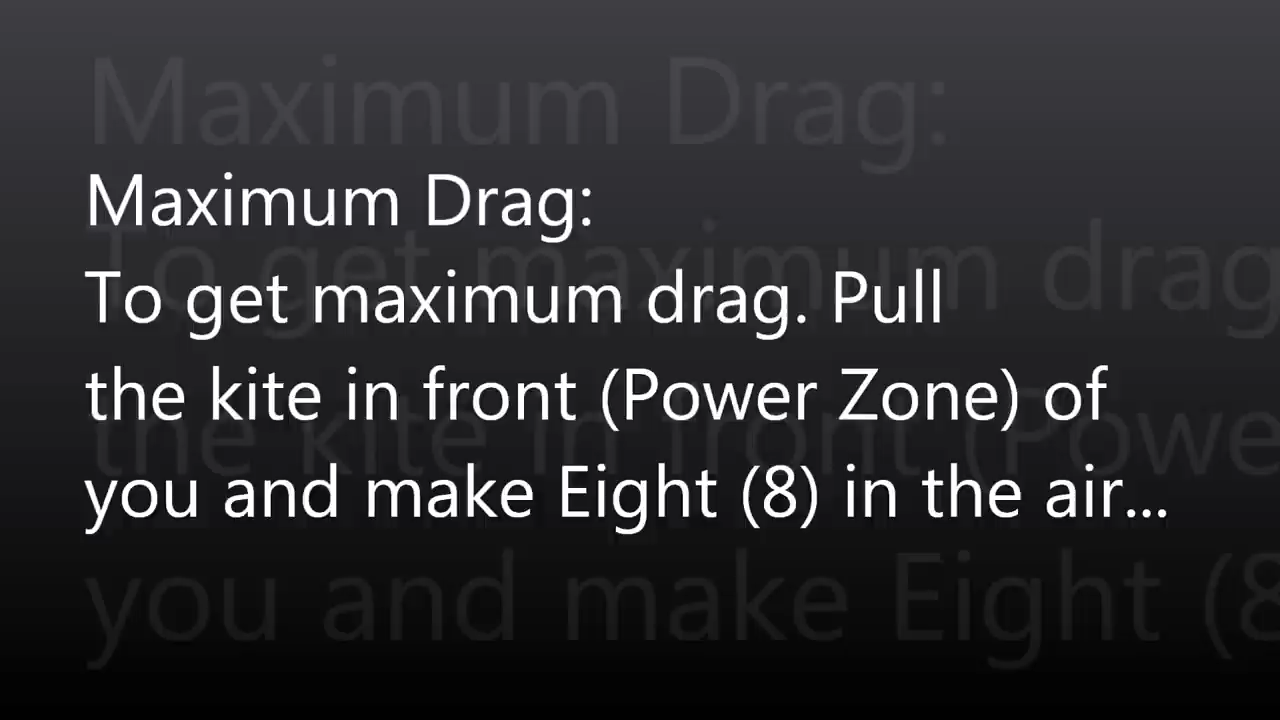 Maximum Drag:
To get maximum drag. Pull
the kite in front (Power Zone) of
you and make Eight (8) in the air...